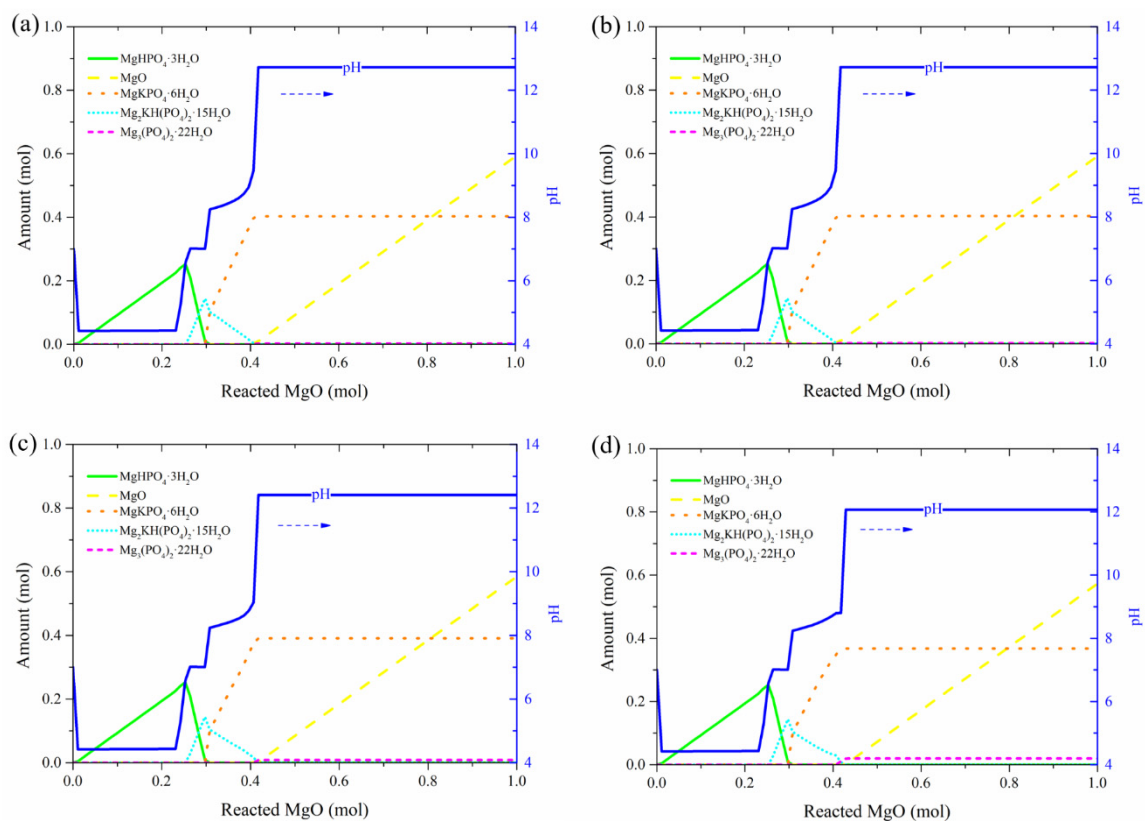 (a)
1.0
0.8
0.6
0.4
0.2
0.0
Amount (mol)
MgHPO₄·3H₂O
MgO
MgKPO₄·6H₂O
Mg₂KH(PO₄)₂·15H₂O
Mg₃(PO₄)₂·22H₂O
pH
14
12
10
8
6
4
pH
0.0 0.2 0.4 0.6 0.8 1.0
Reacted MgO (mol)
(b)
1.0
0.8
0.6
0.4
0.2
0.0
Amount (mol)
MgHPO₄·3H₂O
MgO
MgKPO₄·6H₂O
Mg₂KH(PO₄)₂·15H₂O
Mg₃(PO₄)₂·22H₂O
pH
14
12
10
8
6
4
pH
0.0 0.2 0.4 0.6 0.8 1.0
Reacted MgO (mol)
(c)
1.0
0.8
0.6
0.4
0.2
0.0
Amount (mol)
MgHPO₄·3H₂O
MgO
MgKPO₄·6H₂O
Mg₂KH(PO₄)₂·15H₂O
Mg₃(PO₄)₂·22H₂O
pH
14
12
10
8
6
4
pH
0.0 0.2 0.4 0.6 0.8 1.0
Reacted MgO (mol)
(d)
1.0
0.8
0.6
0.4
0.2
0.0
Amount (mol)
MgHPO₄·3H₂O
MgO
MgKPO₄·6H₂O
Mg₂KH(PO₄)₂·15H₂O
Mg₃(PO₄)₂·22H₂O
pH
14
12
10
8
6
4
pH
0.0 0.2 0.4 0.6 0.8 1.0
Reacted MgO (mol)